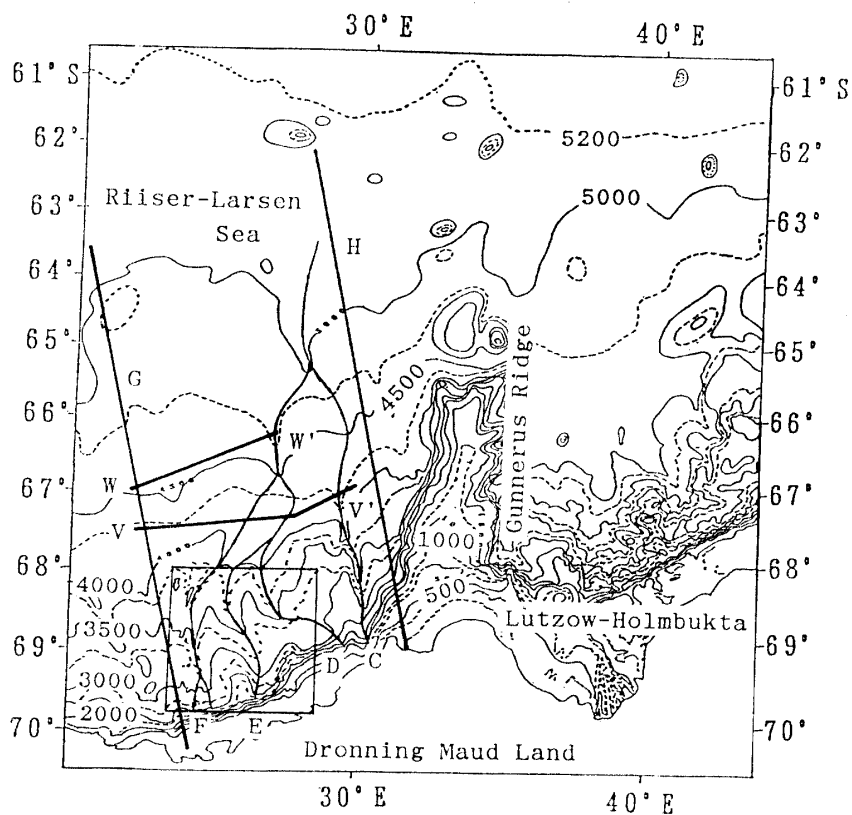 30° E 40° E
61° S 61° S
62° 62°
63° 63°
64° 64°
65° 65°
66° 66°
67° 67°
68° 68°
69° 69°
70° 70°
5200
5000
Riiser-Larsen
Sea
H
G
4500
W'
W
V'
V
Gunnerus Ridge
1000
500
4000
3500
3000
2000
Lutzow-Holmbukta
D C
F E
Dronning Maud Land
30° E 40° E